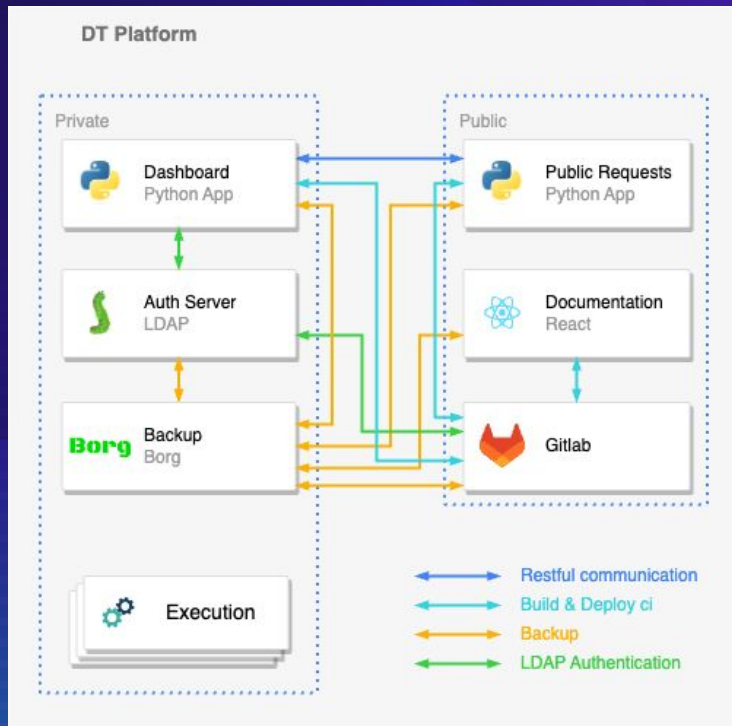 DT Platform
Private
Dashboard
Python App
Auth Server
LDAP
Borg
Backup
Borg
Execution
Public
Public Requests
Python App
Documentation
React
Gitlab
Restful communication
Build & Deploy ci
Backup
LDAP Authentication